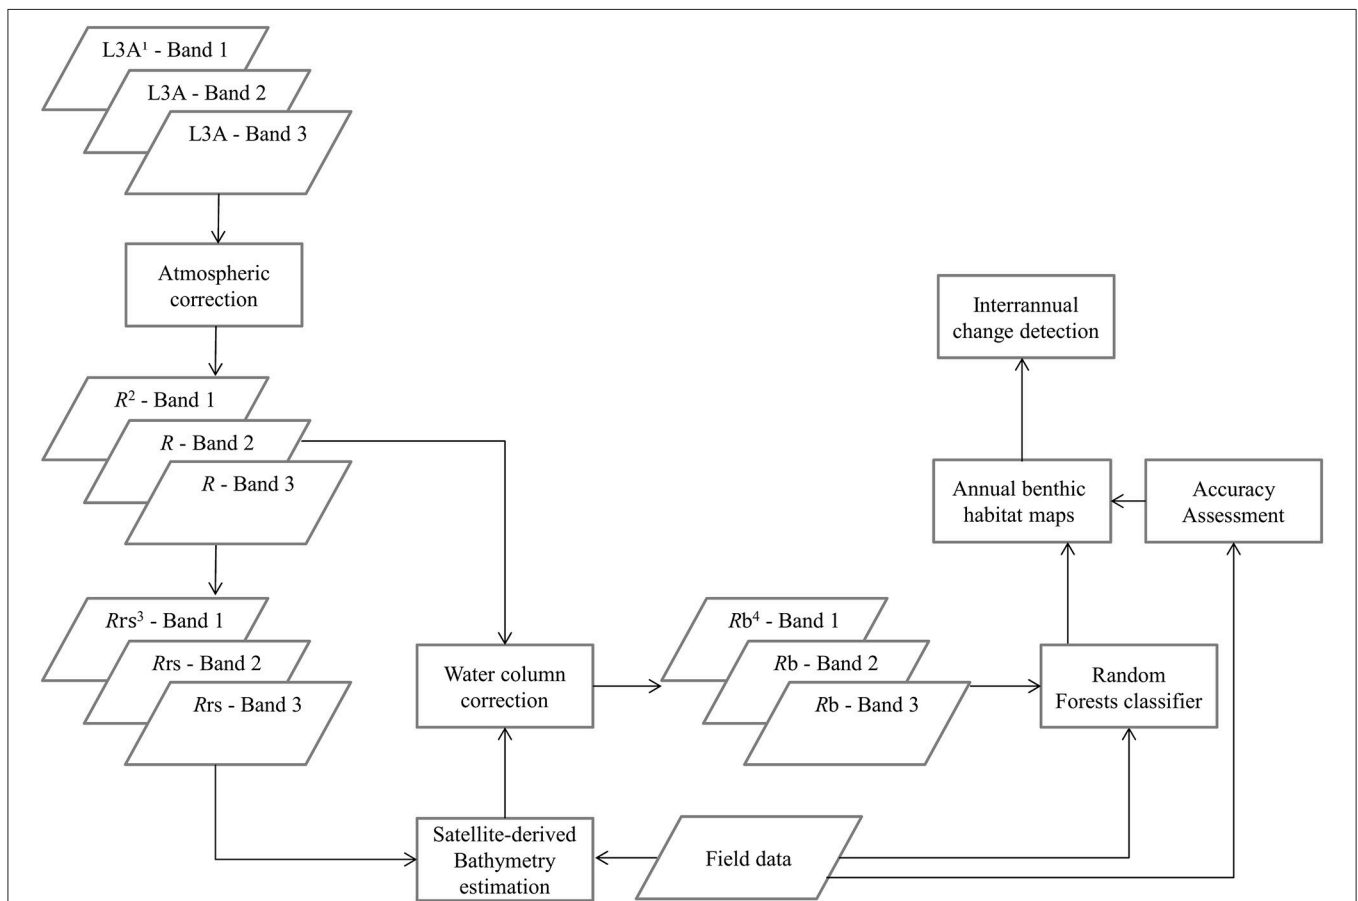 L3A¹ - Band 1
L3A - Band 2
L3A - Band 3
Atmospheric
correction
R² - Band 1
R - Band 2
R - Band 3
Rrs³ - Band 1
Rrs - Band 2
Rrs - Band 3
Water column
correction
Satellite-derived
Bathymetry
estimation
Field data
Rb⁴ - Band 1
Rb - Band 2
Rb - Band 3
Random
Forests classifier
Annual benthic
habitat maps
Accuracy
Assessment
Interrannual
change detection